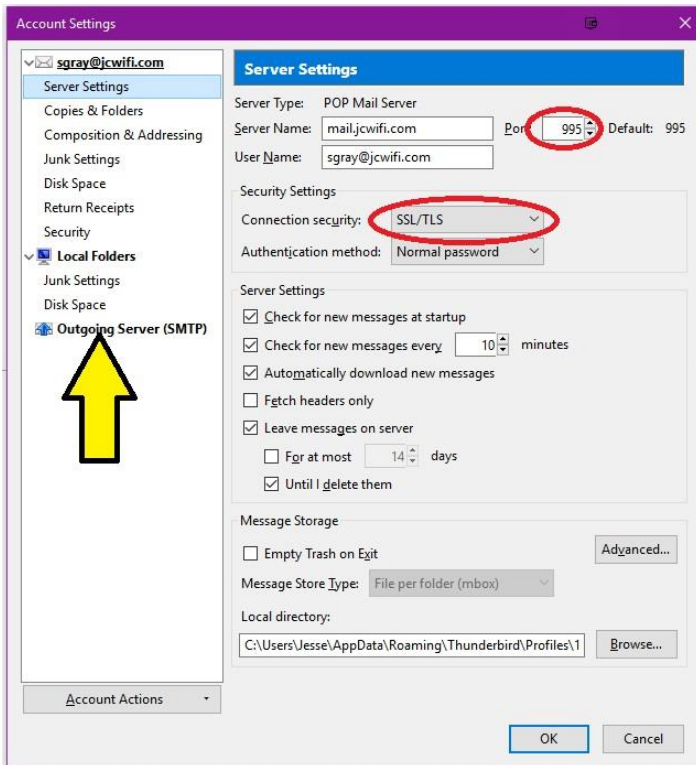 Account Settings
sgray@jcwifi.com
Server Settings
Copies & Folders
Composition & Addressing
Junk Settings
Disk Space
Return Receipts
Security
Local Folders
Junk Settings
Disk Space
Outgoing Server (SMTP)
Account Actions
Server Settings
Server Type: POP Mail Server
Server Name: mail.jcwifi.com Port: 995 Default: 995
User Name: sgray@jcwifi.com
Security Settings
Connection security: SSL/TLS
Authentication method: Normal password
Server Settings
Check for new messages at startup
Check for new messages every 10 minutes
Automatically download new messages
Fetch headers only
Leave messages on server
For at most 14 days
Until I delete them
Message Storage
Empty Trash on Exit Advanced...
Message Store Type: File per folder (mbox)
Local directory:
C:\Users\Jesse\AppData\Roaming\Thunderbird\Profiles\1 Browse...
OK Cancel